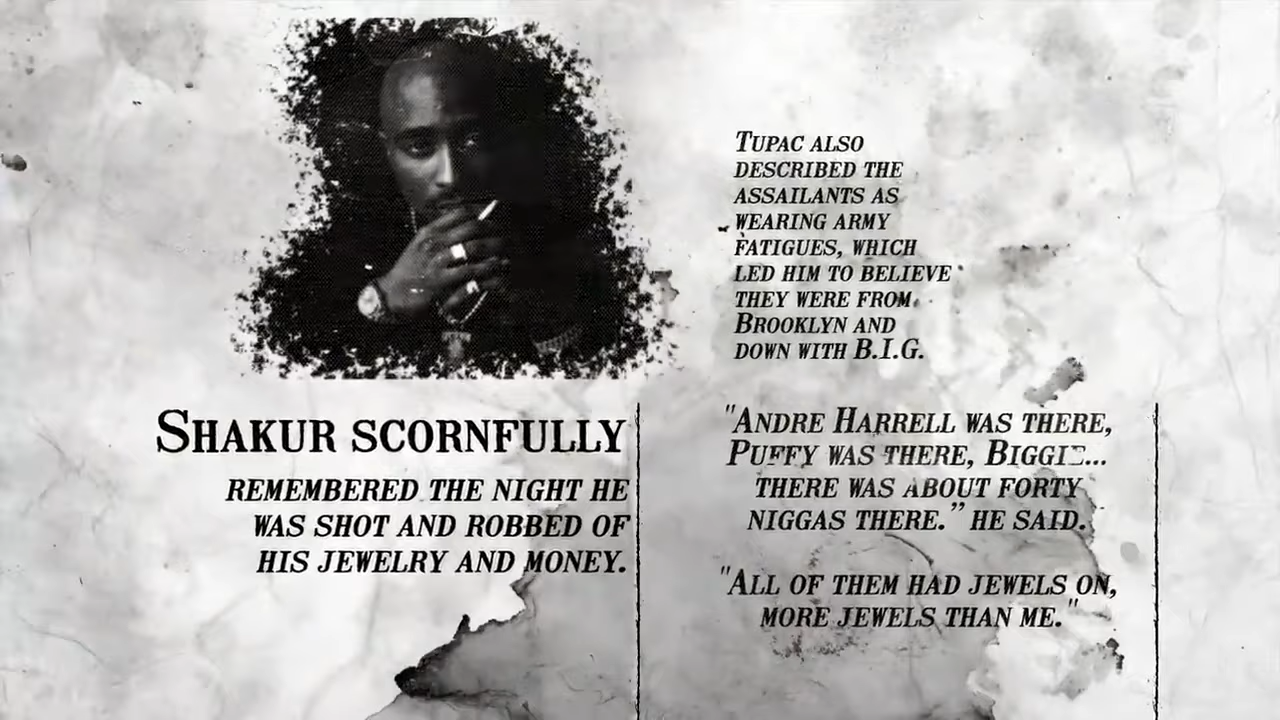 Tupac also
described the
assailants as
wearing army
fatigues, which
led him to believe
they were from
Brooklyn and
down with B.I.G.
Shakur scornfully
remembered the night he
was shot and robbed of
his jewelry and money.
"Andre Harrell was there,
Puffy was there, Biggie...
there was about forty
niggas there.” he said.
"All of them had jewels on,
more jewels than me."